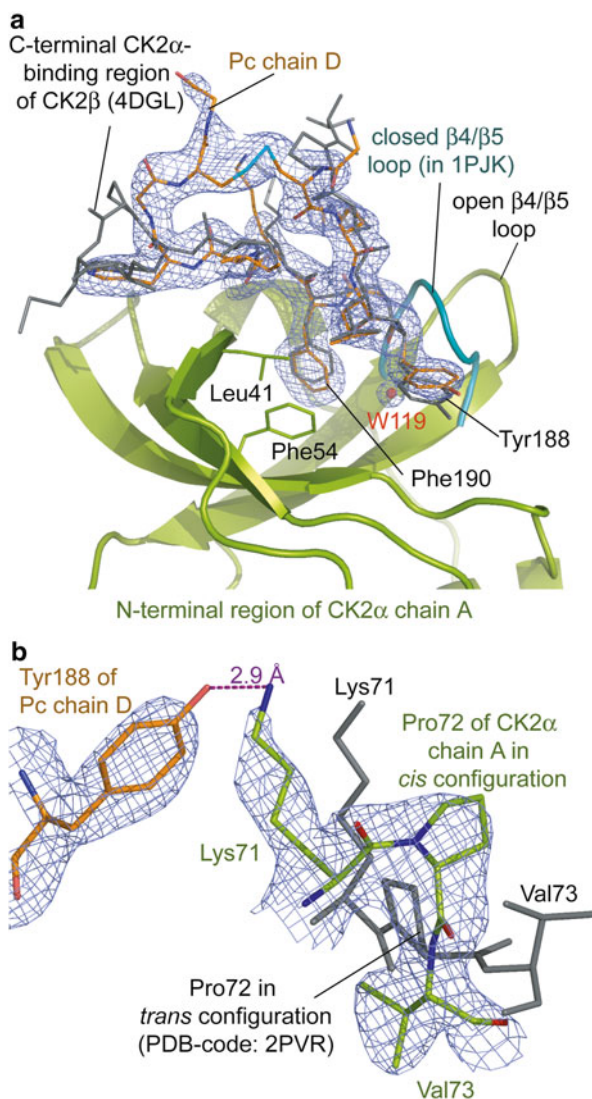 a
C-terminal CK2α-
binding region
of CK2β (4DGL)
Pc chain D
closed β4/β5
loop (in 1PJK)
open β4/β5
loop
Leu41
W119
Tyr188
Phe54
Phe190
N-terminal region of CK2α chain A
b
Tyr188 of
Pc chain D
2.9 Å
Lys71
Pro72 of CK2α
chain A in
cis configuration
Lys71
Val73
Pro72 in
trans configuration
(PDB-code: 2PVR)
Val73